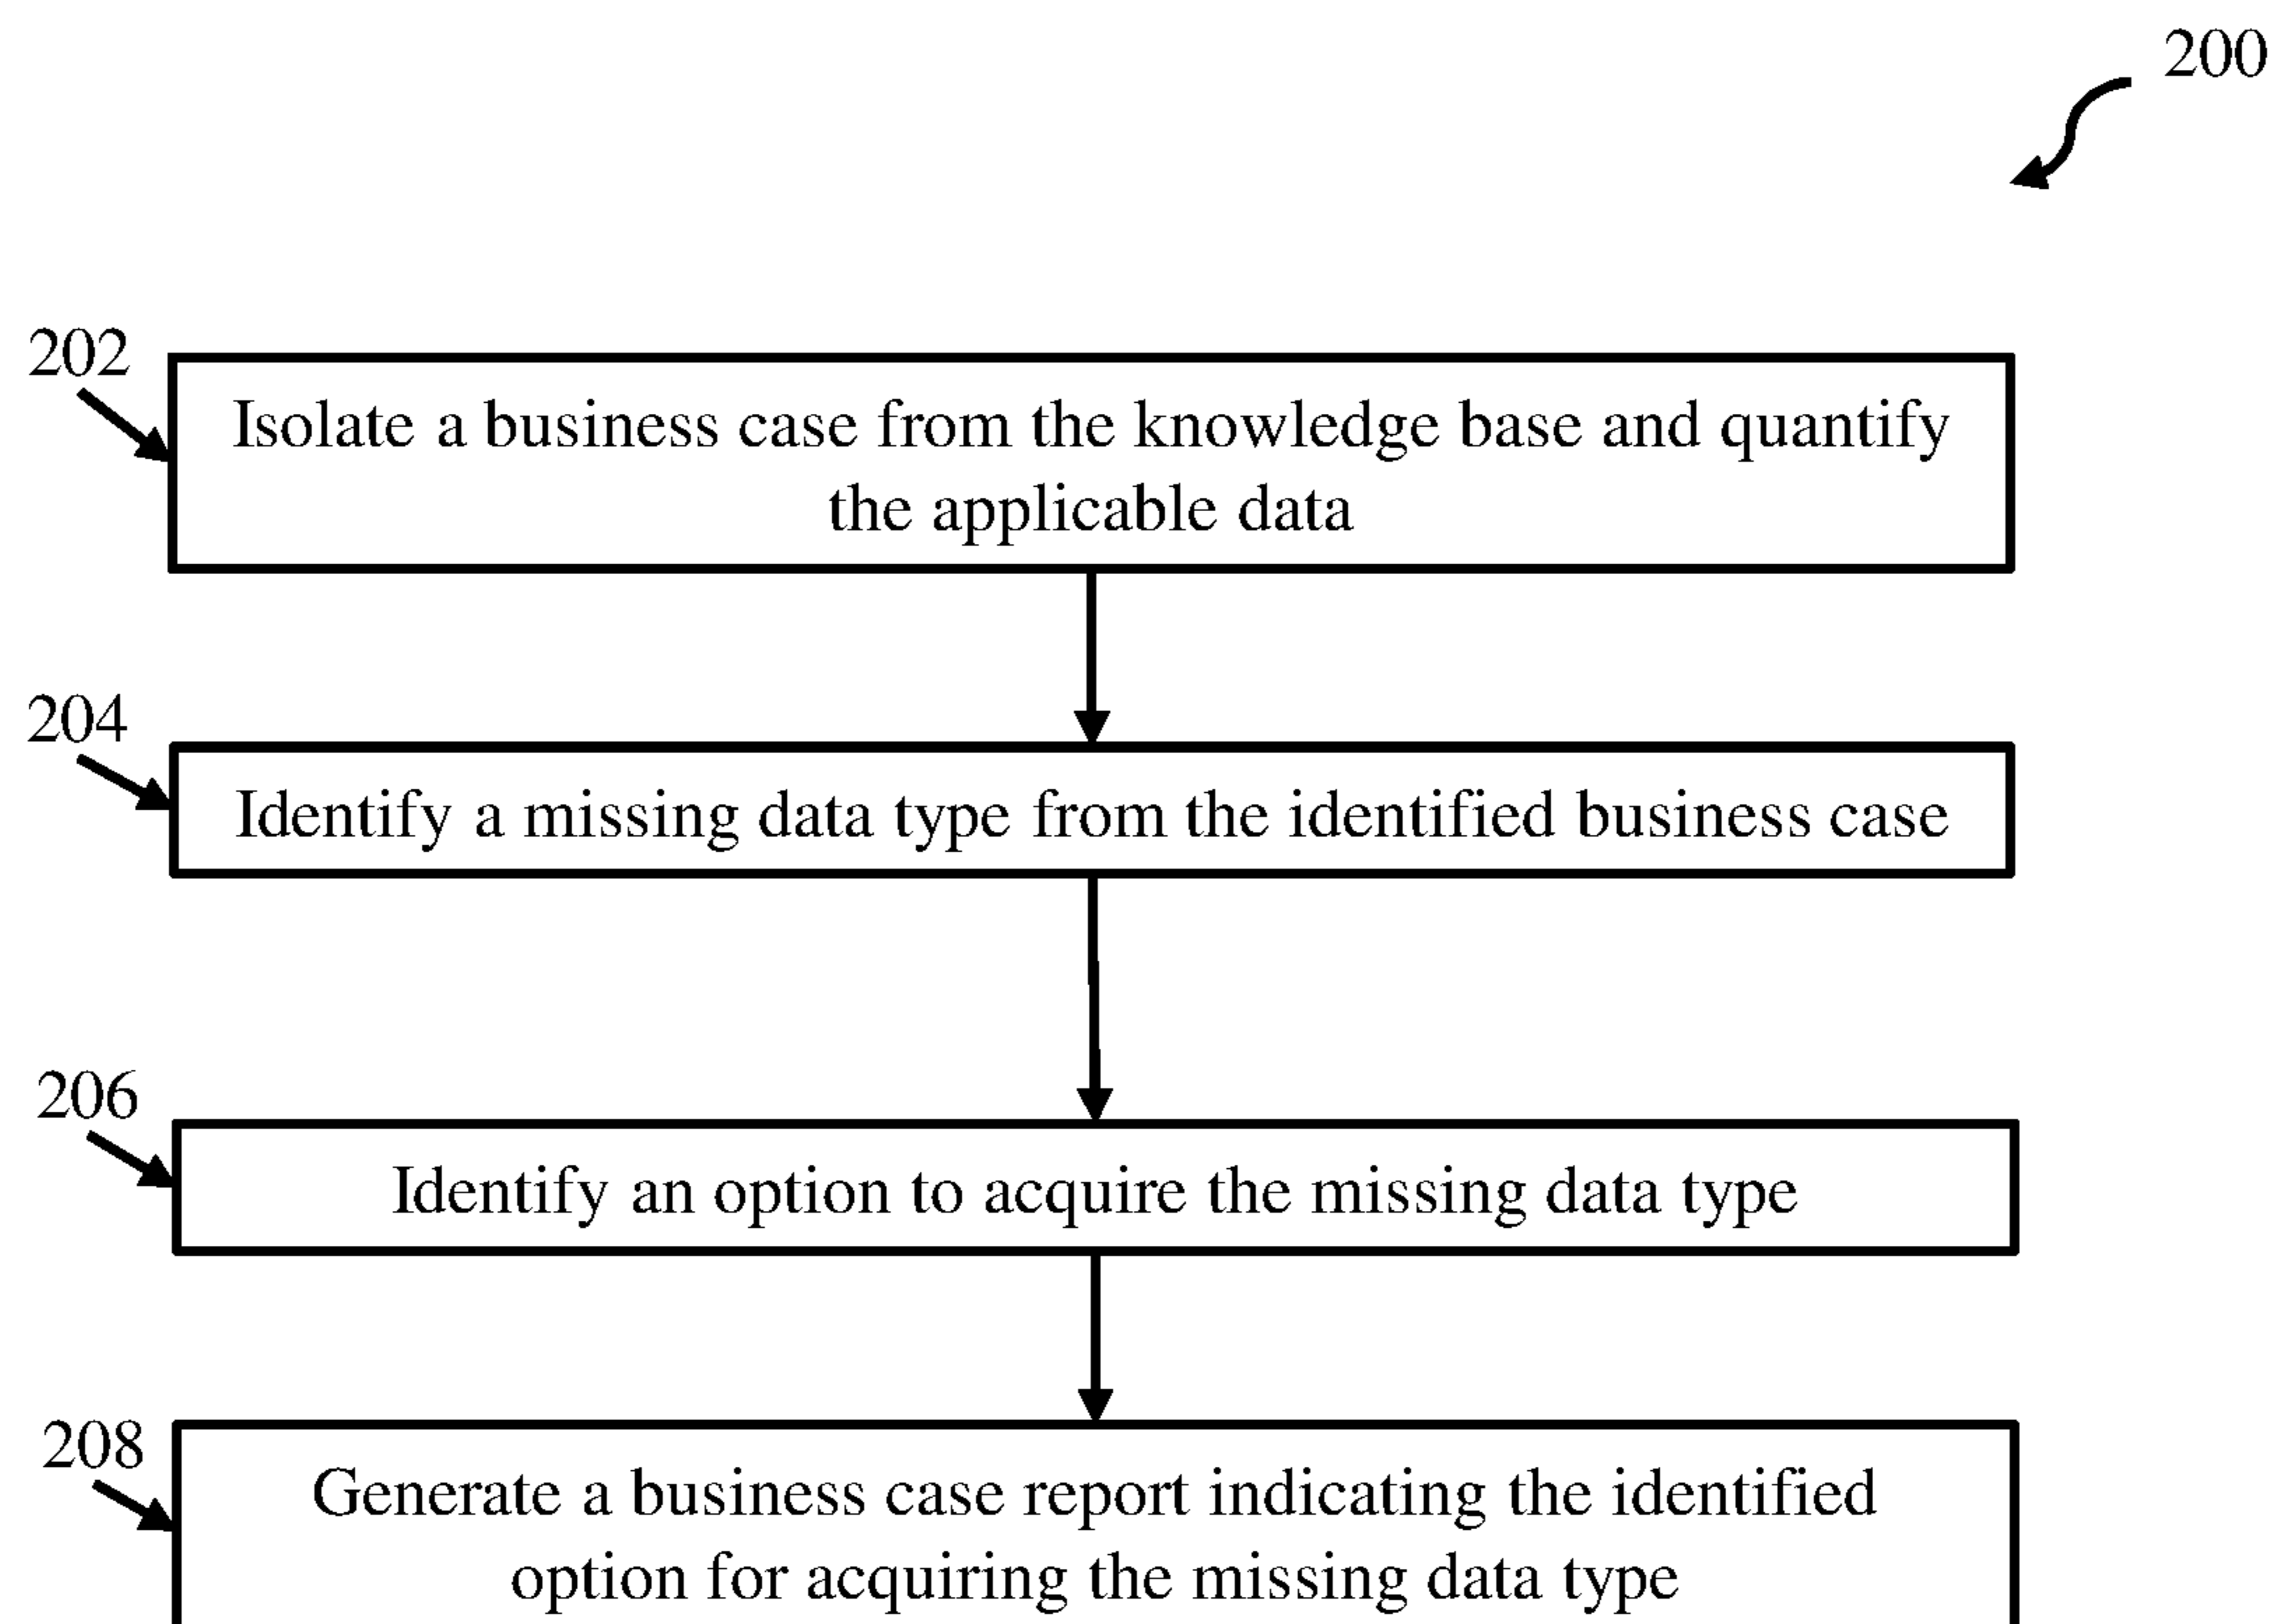 200
202
Isolate a business case from the knowledge base and quantify
the applicable data
204
Identify a missing data type from the identified business case
206
Identify an option to acquire the missing data type
208
Generate a business case report indicating the identified
option for acquiring the missing data type